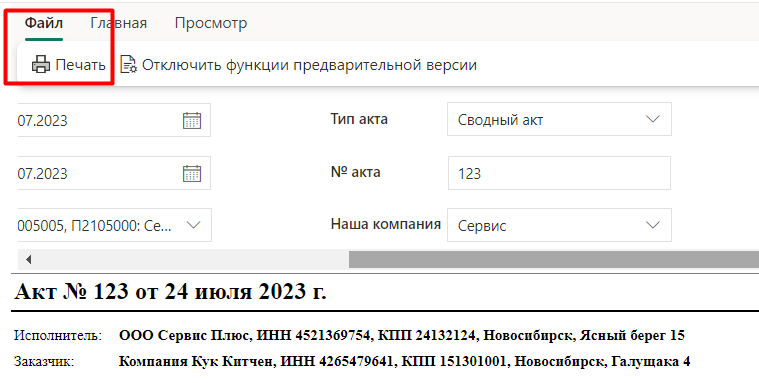 Файл Главная Просмотр
Печать Отключить функции предварительной версии
07.2023 Тип акта Сводный акт
07.2023 № акта 123
005005, П2105000: Се... Наша компания Сервис
Акт № 123 от 24 июля 2023 г.
Исполнитель: ООО Сервис Плюс, ИНН 4521369754, КПП 24132124, Новосибирск, Ясный берег 15
Заказчик: Компания Кук Китчен, ИНН 4265479641, КПП 151301001, Новосибирск, Галущака 4